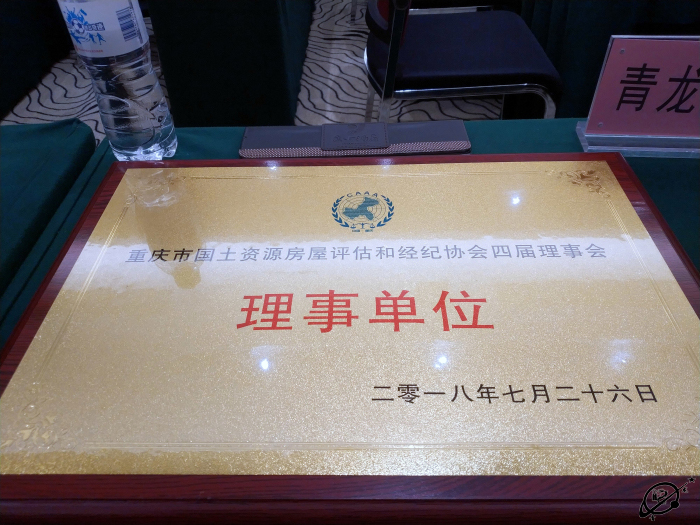 青龙
CAAA
重庆市国土资源房屋评估和经纪协会四届理事会
理事单位
二零一八年七月二十六日